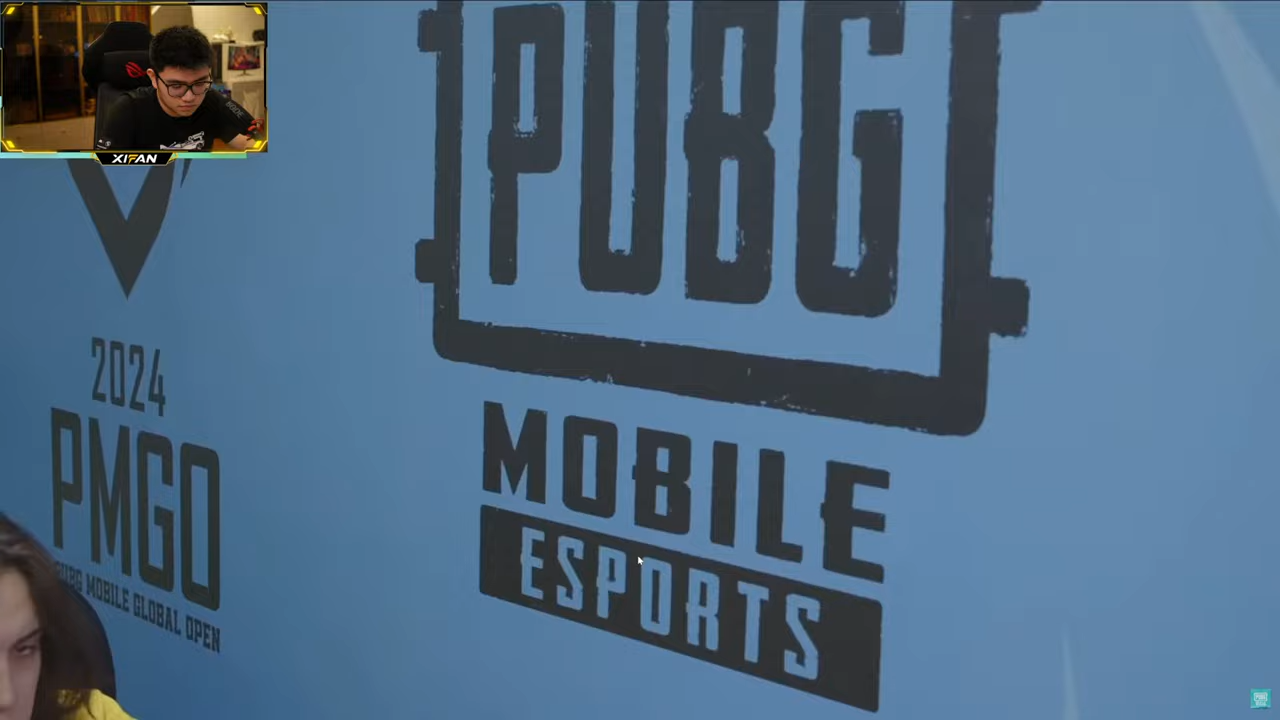 XIFAN
PUBG
MOBILE
ESPORTS
2024
PMGO
PUBG MOBILE GLOBAL OPEN